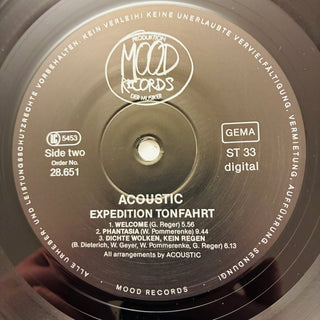 ALLE URHEBER- UND LEISTUNGSSCHUTZRECHTE VORBEHALTEN. KEIN VERLEIH! KEINE UNERLAUBTE VERVIELFÄLTIGUNG, VERMIETUNG, AUFFÜHRUNG, SENDUNG!
PRODUKTION
MOOD
RECORDS
DER MUSIKER
LC 5453
GEMA
Side two
Order No.
28.651
ST 33
digital
ACOUSTIC
EXPEDITION TONFAHRT
1. WELCOME (G. Reger) 5.56
2. PHANTASIA (W. Pommerenke) 9.44
3. DICHTE WOLKEN, KEIN REGEN
(B. Dieterich, W. Geyer, W. Pommerenke, G. Reger) 6.13
All arrangements by ACOUSTIC
MOOD RECORDS